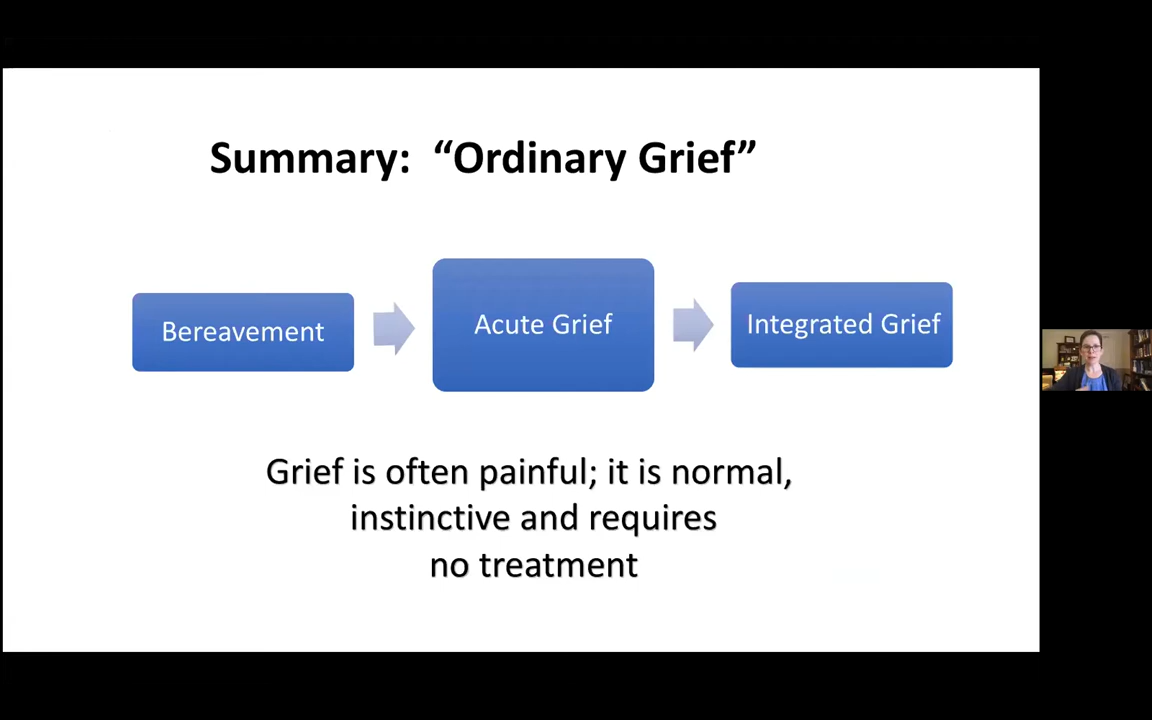 Summary:  “Ordinary Grief”
Bereavement
Acute Grief
Integrated Grief
Grief is often painful; it is normal,
instinctive and requires
no treatment